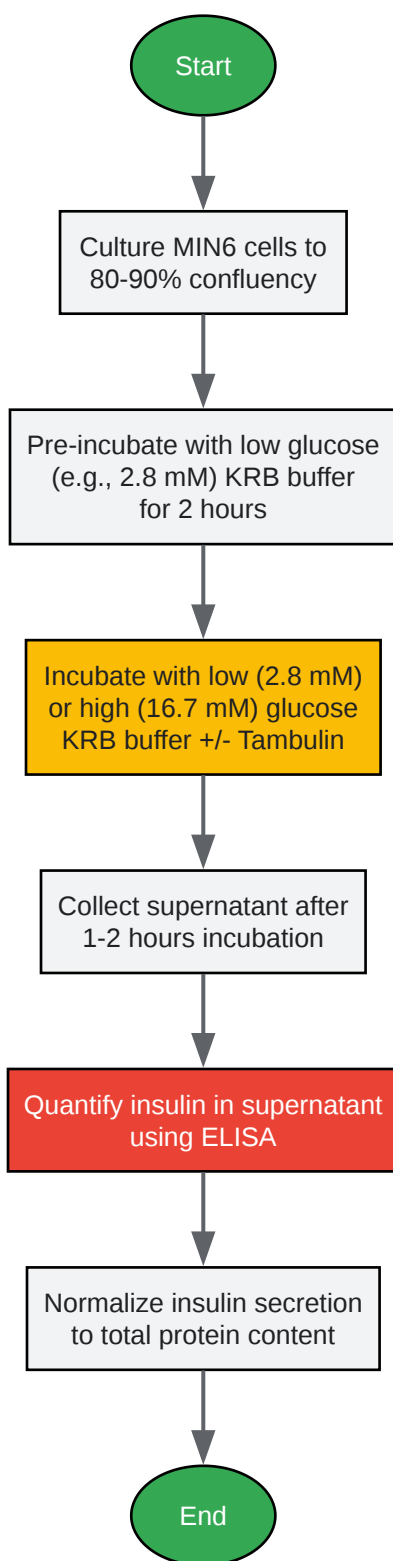 Start
Culture MIN6 cells to
80-90% confluency
Pre-incubate with low glucose
(e.g., 2.8 mM) KRB buffer
for 2 hours
Incubate with low (2.8 mM)
or high (16.7 mM) glucose
KRB buffer +/- Tambulin
Collect supernatant after
1-2 hours incubation
Quantify insulin in supernatant
using ELISA
Normalize insulin secretion
to total protein content
End